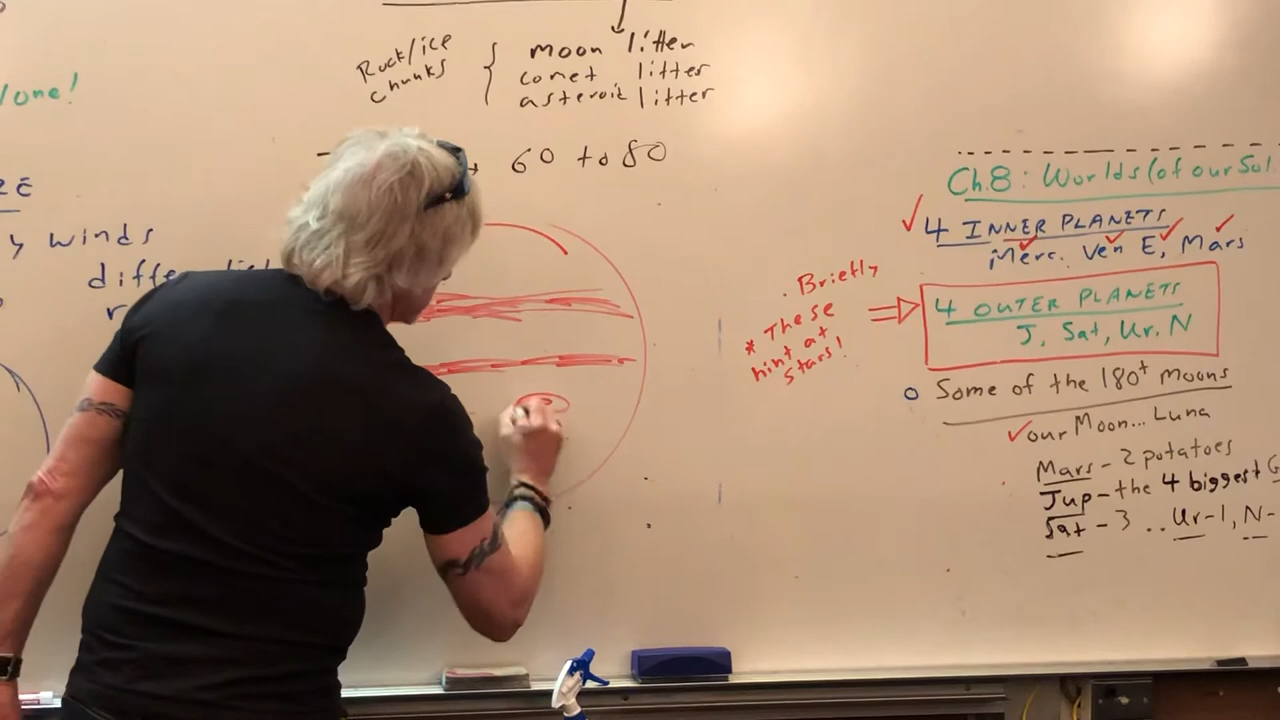 lone!
y winds
Rock/ice
chunks
moon litter
comet litter
asteroid litter
60 to 80
. Briefly
* These
hint at
stars!
Ch.8: Worlds (of our Sol.
4 INNER PLANETS
Merc. Ven E, Mars
4 OUTER PLANETS
J, Sat, Ur. N
Some of the 180+ Moons
our Moon... Luna
Mars - 2 potatoes
Jup - the 4 biggest G
Sat - 3 .. Ur-1, N-